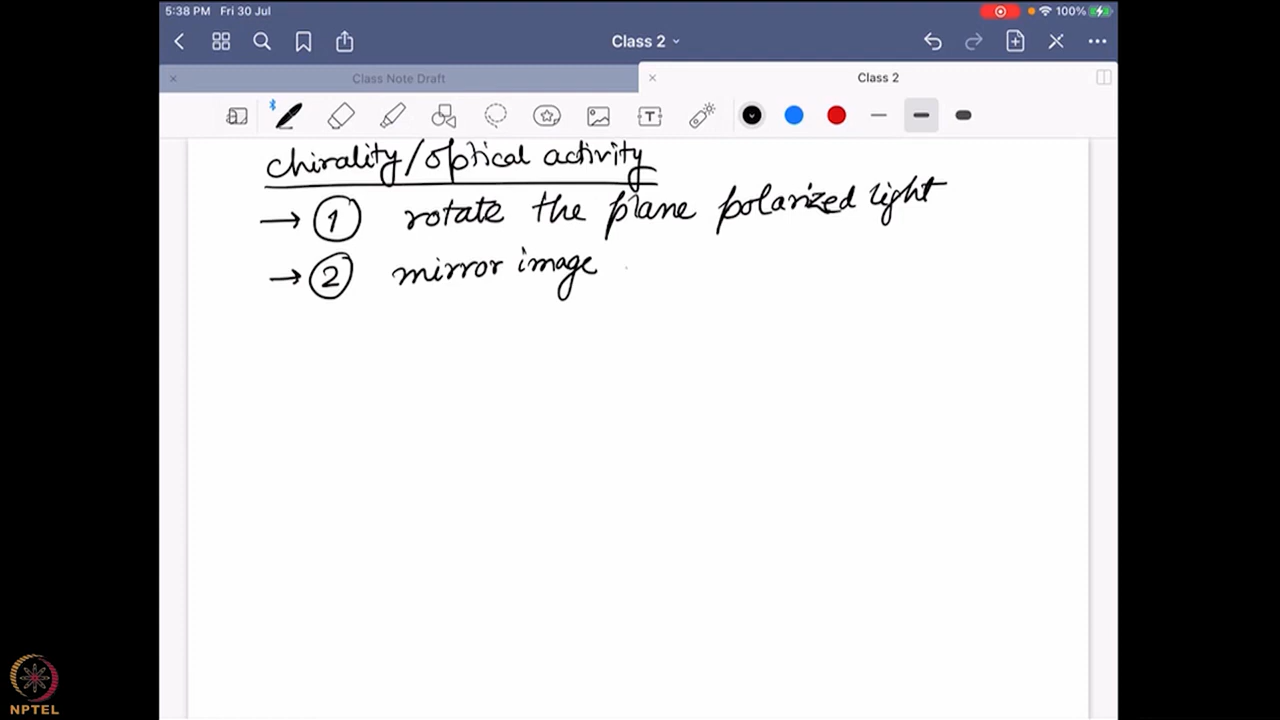 5:38 PM Fri 30 Jul 100%
Class 2
Class Note Draft Class 2
T
chirality/optical activity
→ 1 rotate the plane polarized light
→ 2 mirror image
NPTEL